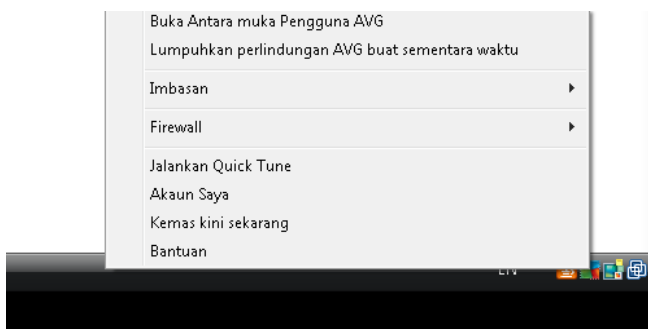 Buka Antara muka Pengguna AVG
Lumpuhkan perlindungan AVG buat sementara waktu
Imbasan
Firewall
Jalankan Quick Tune
Akaun Saya
Kemas kini sekarang
Bantuan